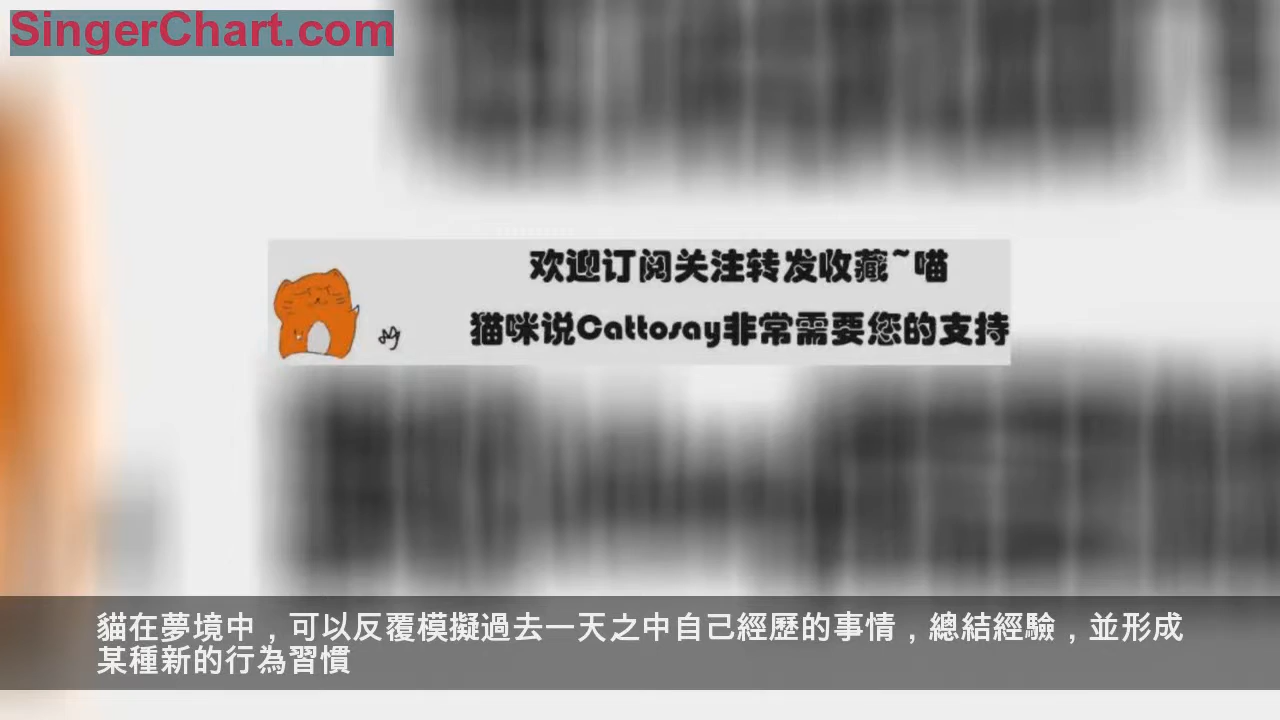 SingerChart.com
欢迎订阅关注转发收藏~喵
猫咪说Cattosay非常需要您的支持
貓在夢境中，可以反覆模擬過去一天之中自己經歷的事情，總結經驗，並形成
某種新的行為習慣